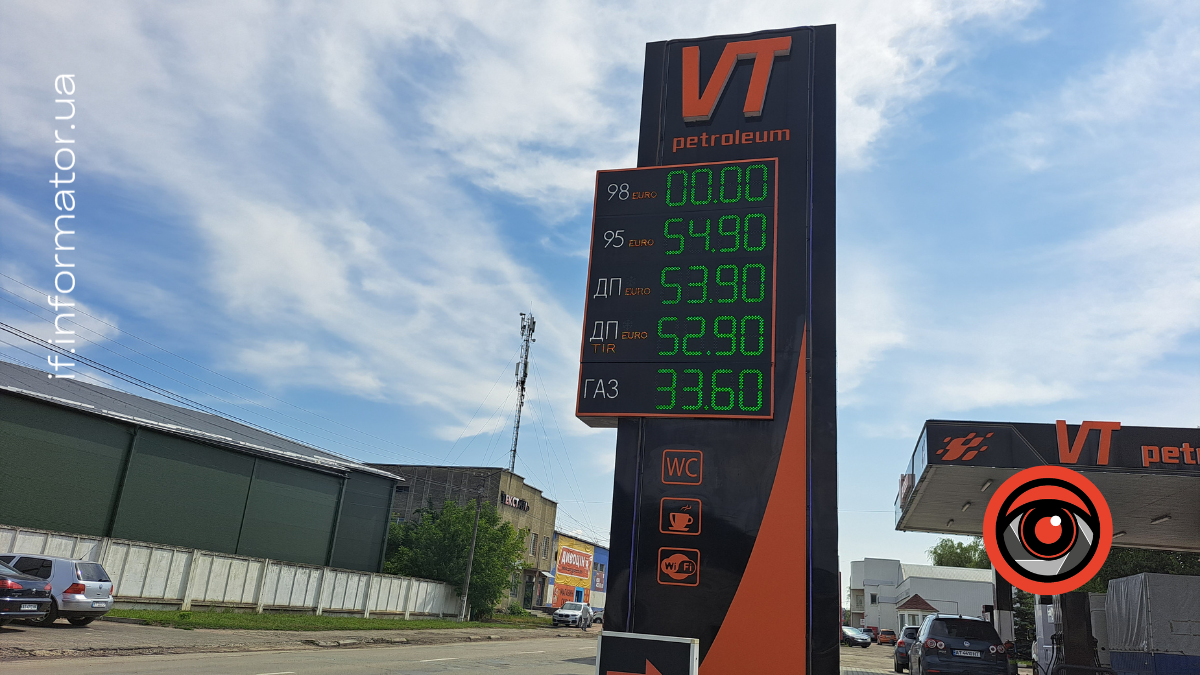 if.informator.ua
VT
petroleum
98 EURO 00.00
95 EURO 54.90
ДП EURO 53.90
ДП EURO 52.90
TIR
ГАЗ 33.60
WC
Wi Fi
VT petr